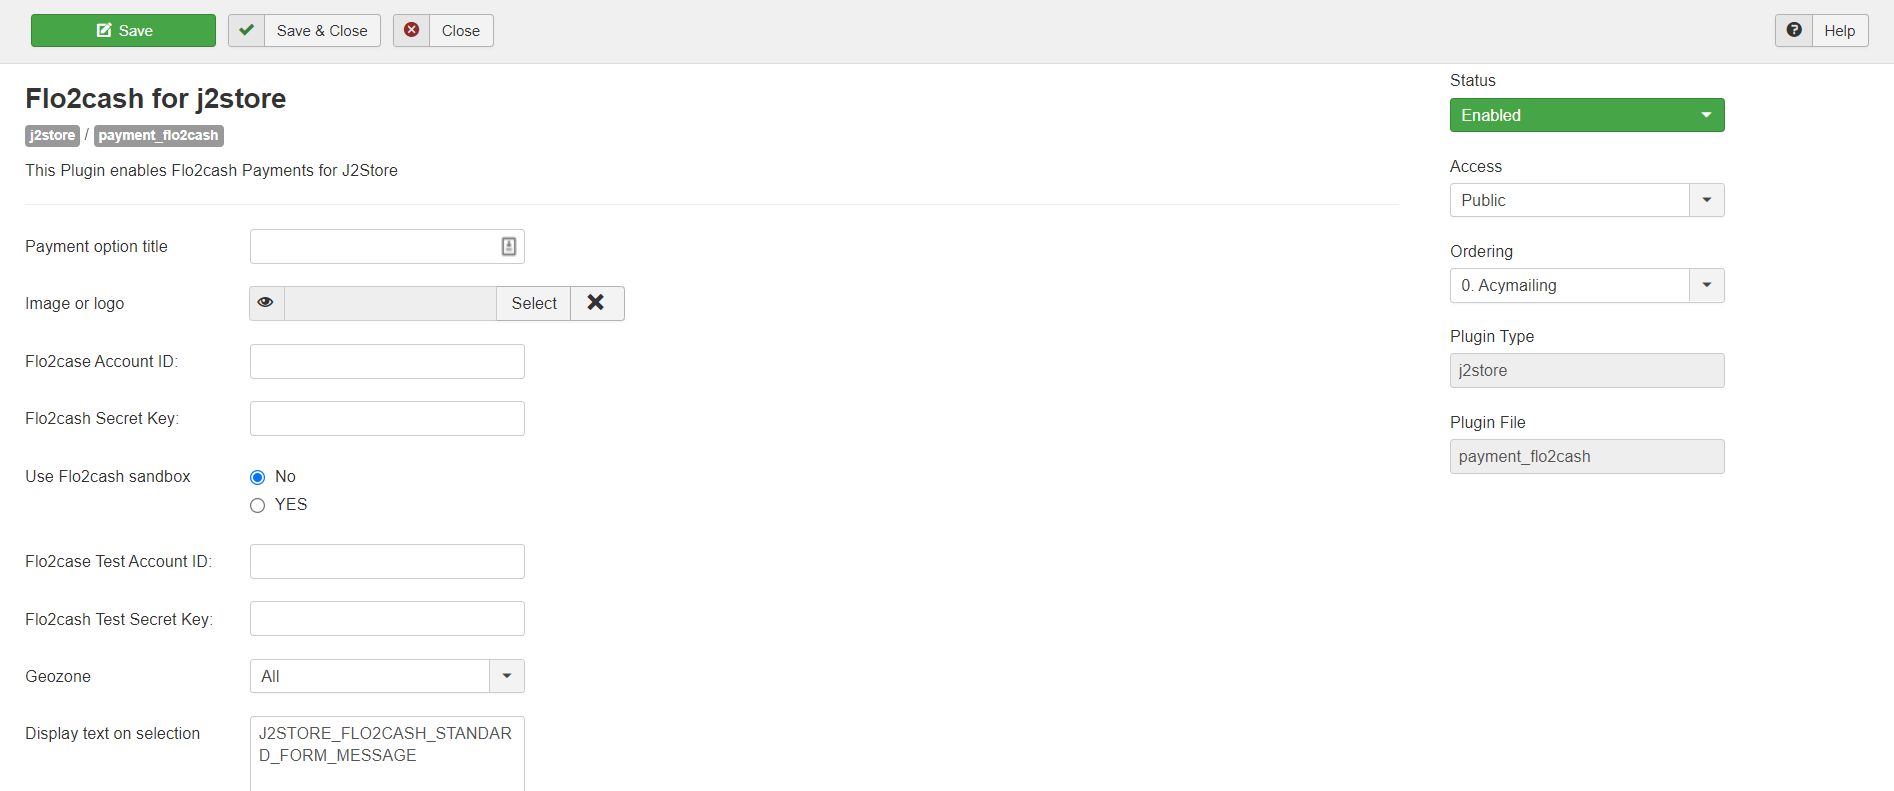 Save
Save & Close
Close
Help
Flo2cash for j2store
j2store / payment_flo2cash
This Plugin enables Flo2cash Payments for J2Store
Payment option title
Image or logo
Select
Flo2case Account ID:
Flo2cash Secret Key:
Use Flo2cash sandbox
No
YES
Flo2case Test Account ID:
Flo2cash Test Secret Key:
Geozone
All
Display text on selection
J2STORE_FLO2CASH_STANDAR
D_FORM_MESSAGE
Status
Enabled
Access
Public
Ordering
0. Acymailing
Plugin Type
j2store
Plugin File
payment_flo2cash